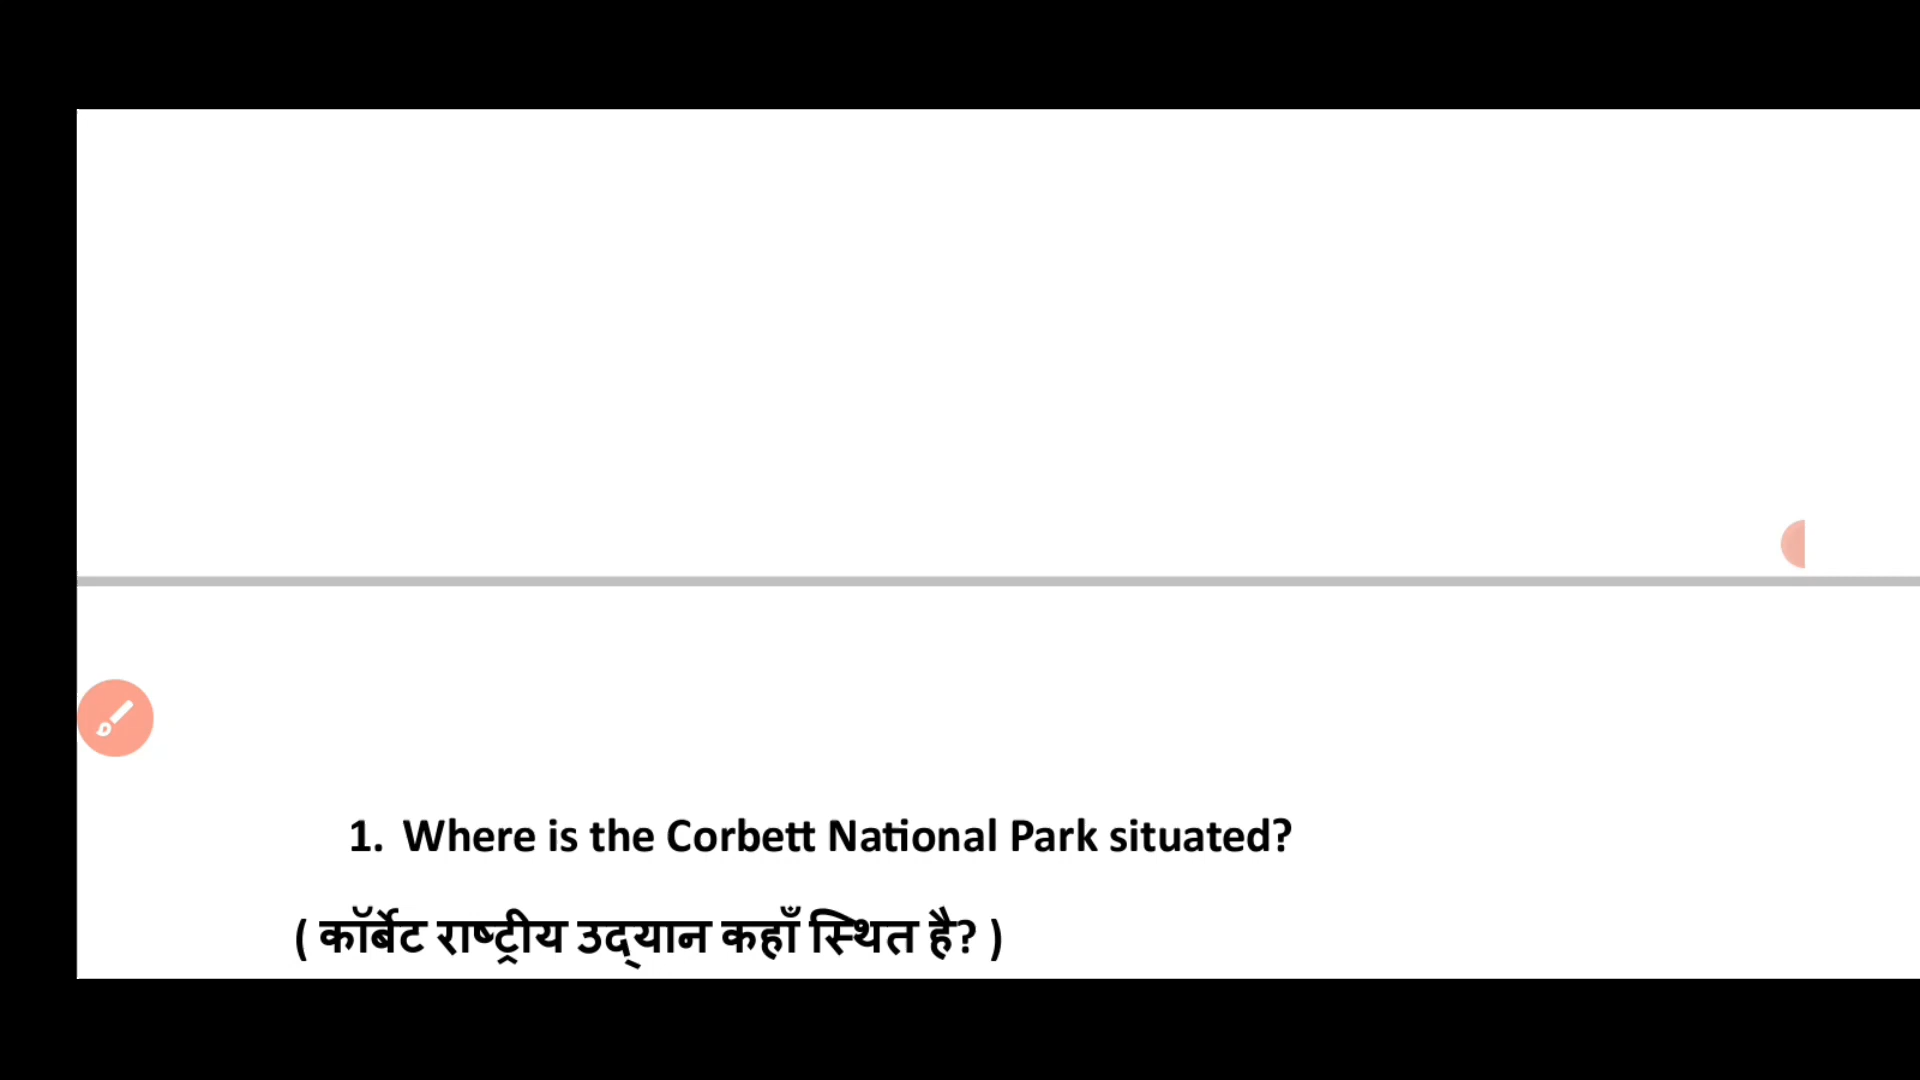 1. Where is the Corbett National Park situated?
( कॉर्बेट राष्ट्रीय उद्यान कहाँ स्थित है? )